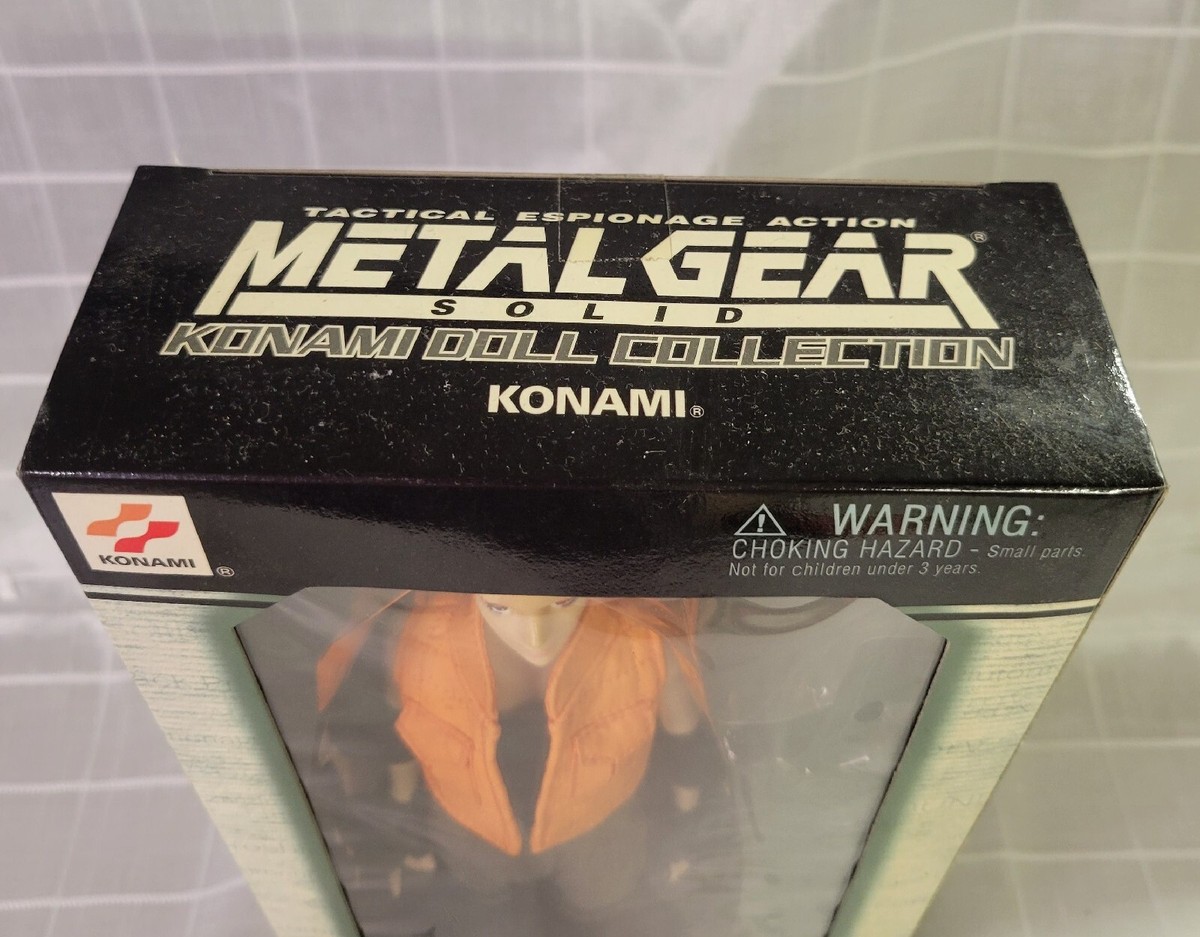 TACTICAL ESPIONAGE ACTION
METAL GEAR®
SOLID
KONAMI DOLL COLLECTION
KONAMI®
KONAMI®
⚠ WARNING:
CHOKING HAZARD - Small parts.
Not for children under 3 years.